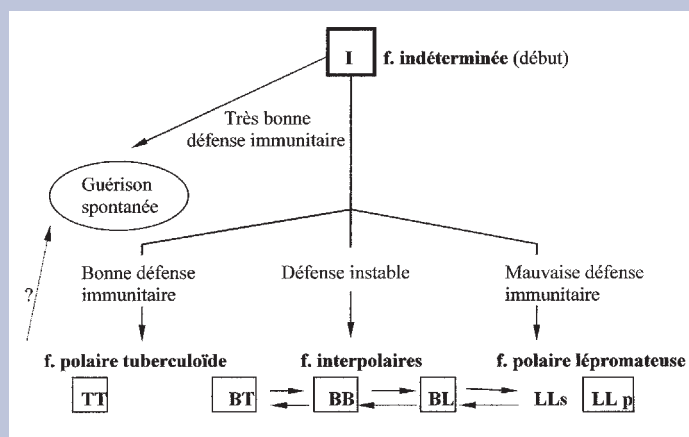 I f. indéterminée (début)
Très bonne
défense immunitaire
Guérison
spontanée
Bonne défense
immunitaire
Défense instable
Mauvaise défense
immunitaire
?
f. polaire tuberculoïde f. interpolaires f. polaire lépromateuse
TT BT BB BL LLs LL p